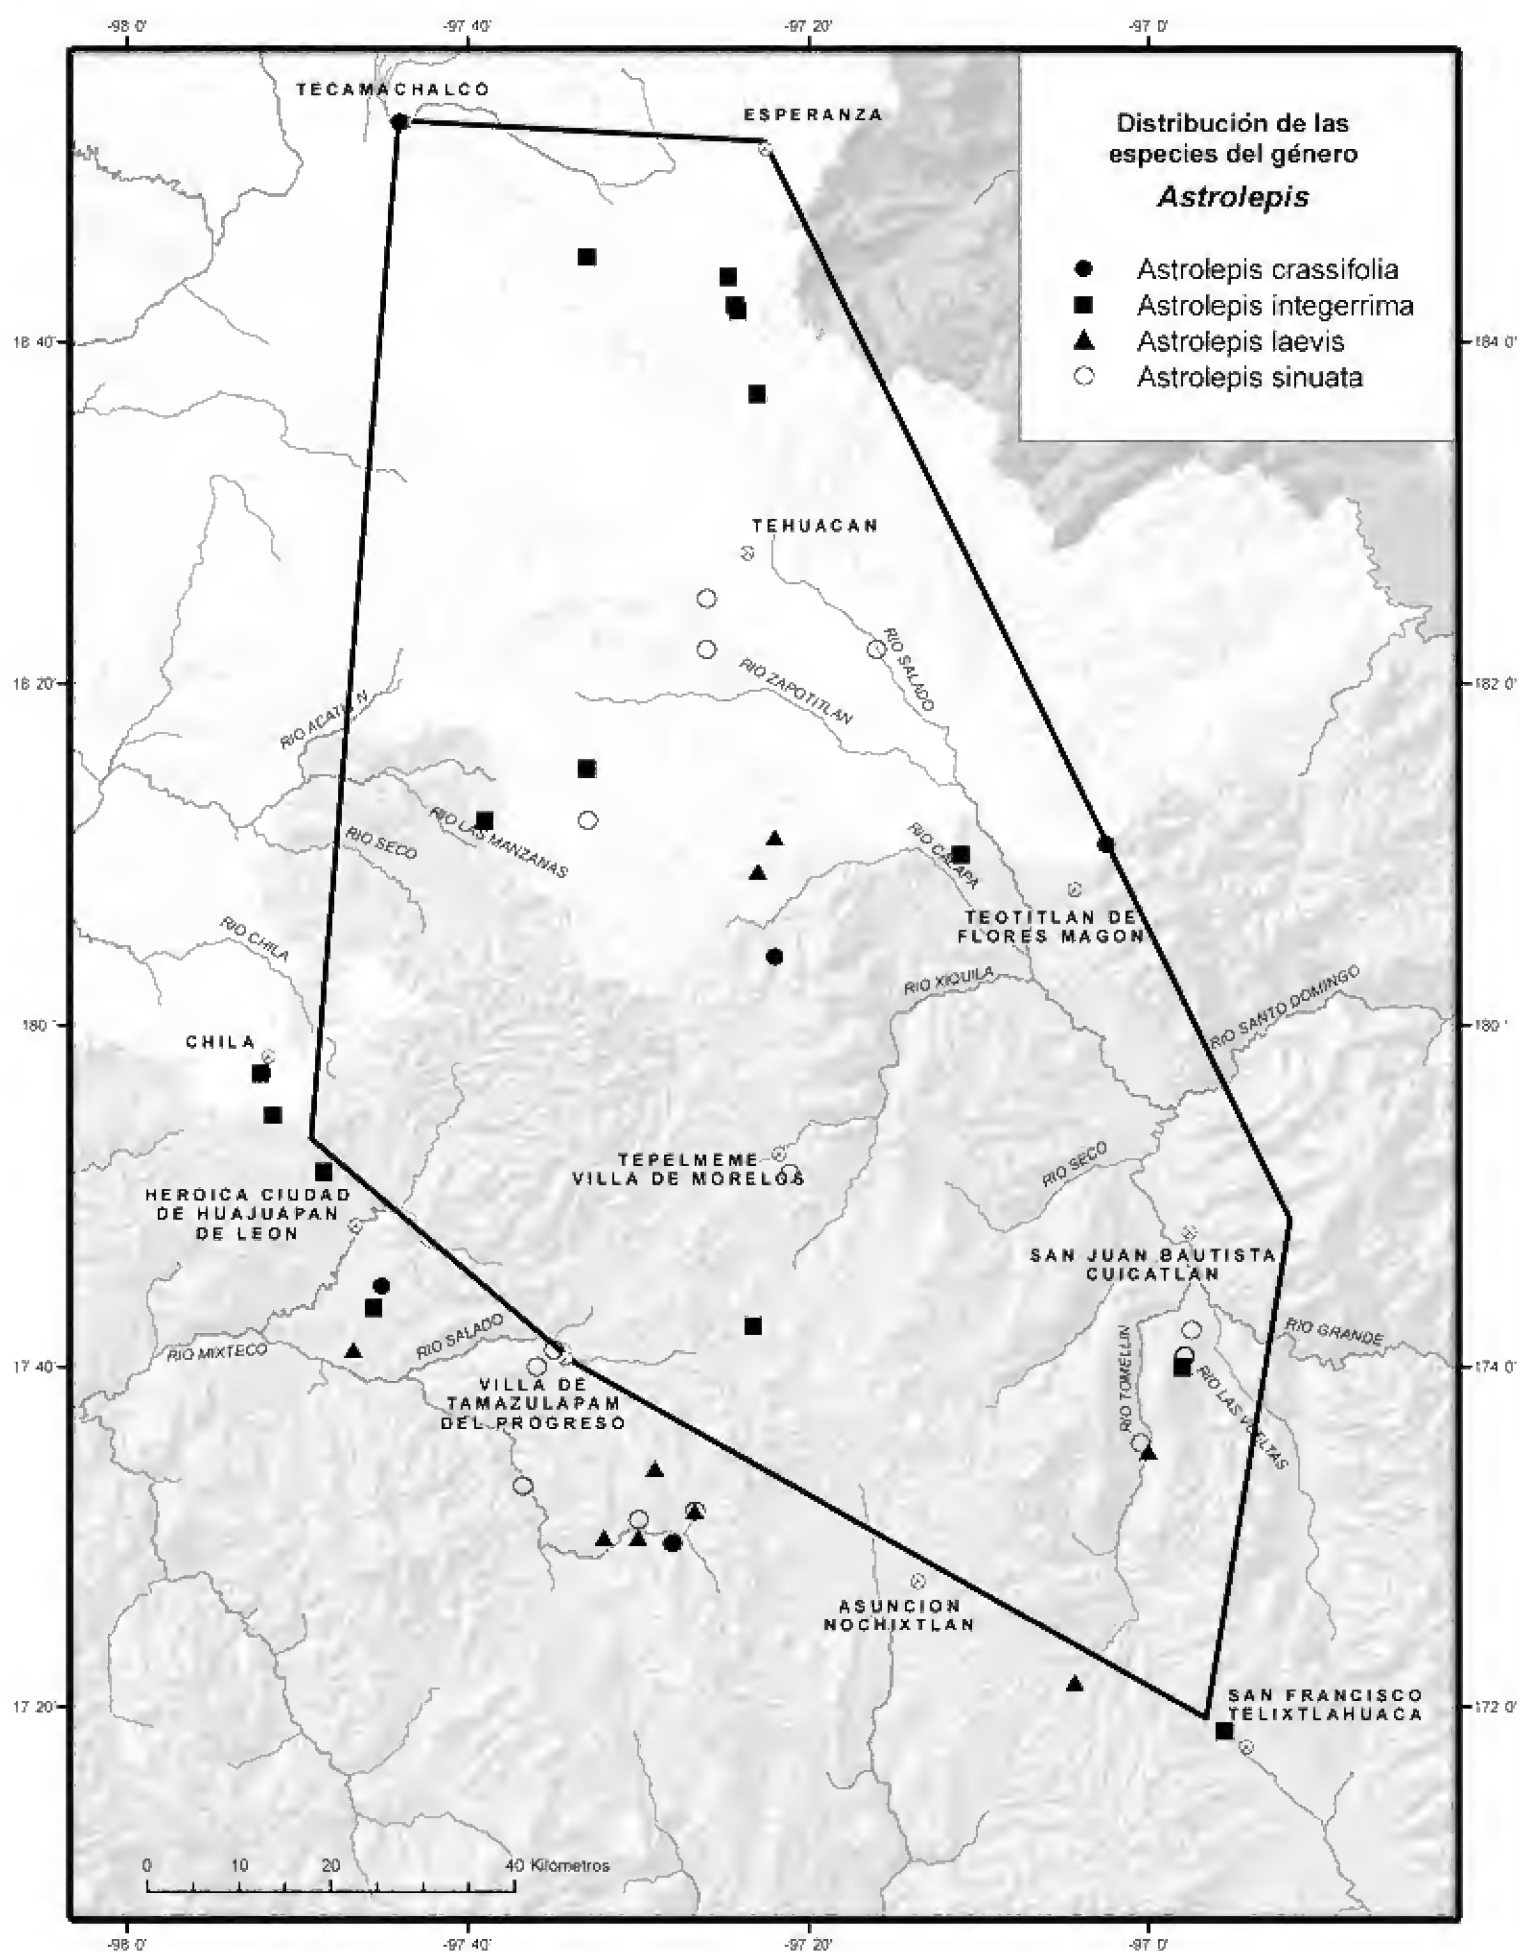 -98 0'
-97 40'
-97 20'
-97 0'
TECAMACHALCO
ESPERANZA
Distribución de las
especies del género
Astrolepis
Astrolepis crassifolia
Astrolepis integerrima
Astrolepis laevis
Astrolepis sinuata
18 40'
184 0'
TEHUACAN
RIO SALADO
RIO ZAPOTITLAN
18 20'
182 0'
RIO LAS MANZANAS
RIO SECO
RIO CALAPA
TEOTITLAN DE
FLORES MAGON
RIO CHILA
RIO XIQUILA
RIO SANTO DOMINGO
180 '
180 '
CHILA
TEPELMEME
VILLA DE MORELOS
RIO SECO
HEROICA CIUDAD
DE HUAJUAPAN
DE LEON
SAN JUAN BAUTISTA
CUICATLAN
RIO SALADO
RIO MIXTECO
RIO TOMELLIN
RIO GRANDE
17 40'
174 0'
RIO LAS VUELTAS
VILLA DE
TAMAZULAPAM
DEL PROGRESO
ASUNCION
NOCHIXTLAN
17 20'
172 0'
SAN FRANCISCO
TELIXTLAHUACA
0 10 20 40 Kilómetros
-98 0'
-97 40'
-97 20'
-97 0'